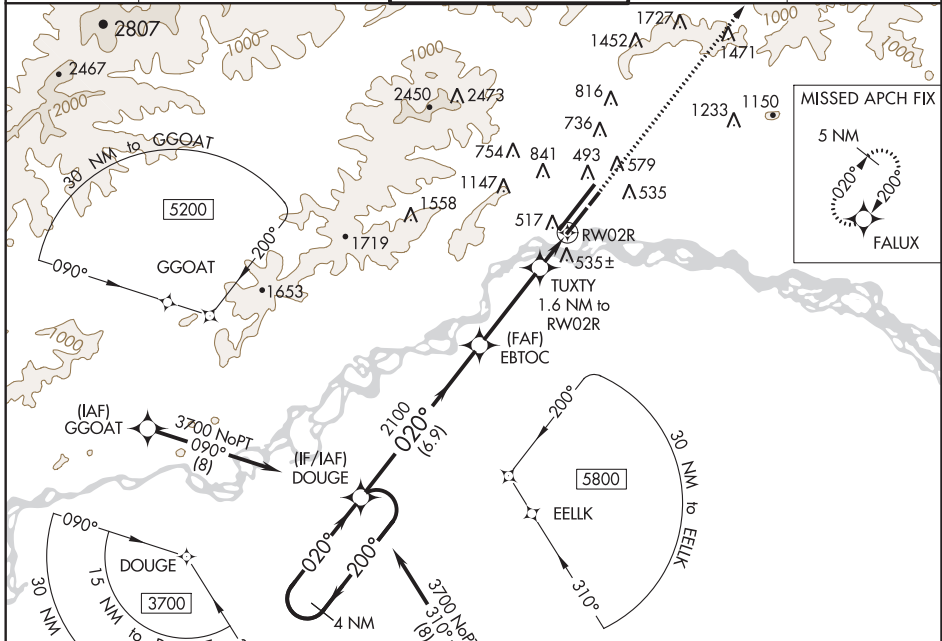 2807
2467
2000
1000
1000
2450
2473
1727
1452
1471
1000
1000
816
736
754
841
493
579
1147
535
1558
517
1719
1653
1233
1150
MISSED APCH FIX
5 NM
020°
200°
FALUX
30 NM to GGOAT
5200
090°
GGOAT
200°
RW02R
535±
TUXTY
1.6 NM to
RW02R
(FAF)
EBTOC
1000
(IAF)
GGOAT
3700 NoPT
090°
(8)
(IF/IAF)
DOUGE
2100
020°
(6.9)
200°
5800
EELLK
310°
30 NM to EELLK
090°
DOUGE
3700
30 NM
15 NM to
020°
200°
4 NM
3700 NoPT
310°
(8)